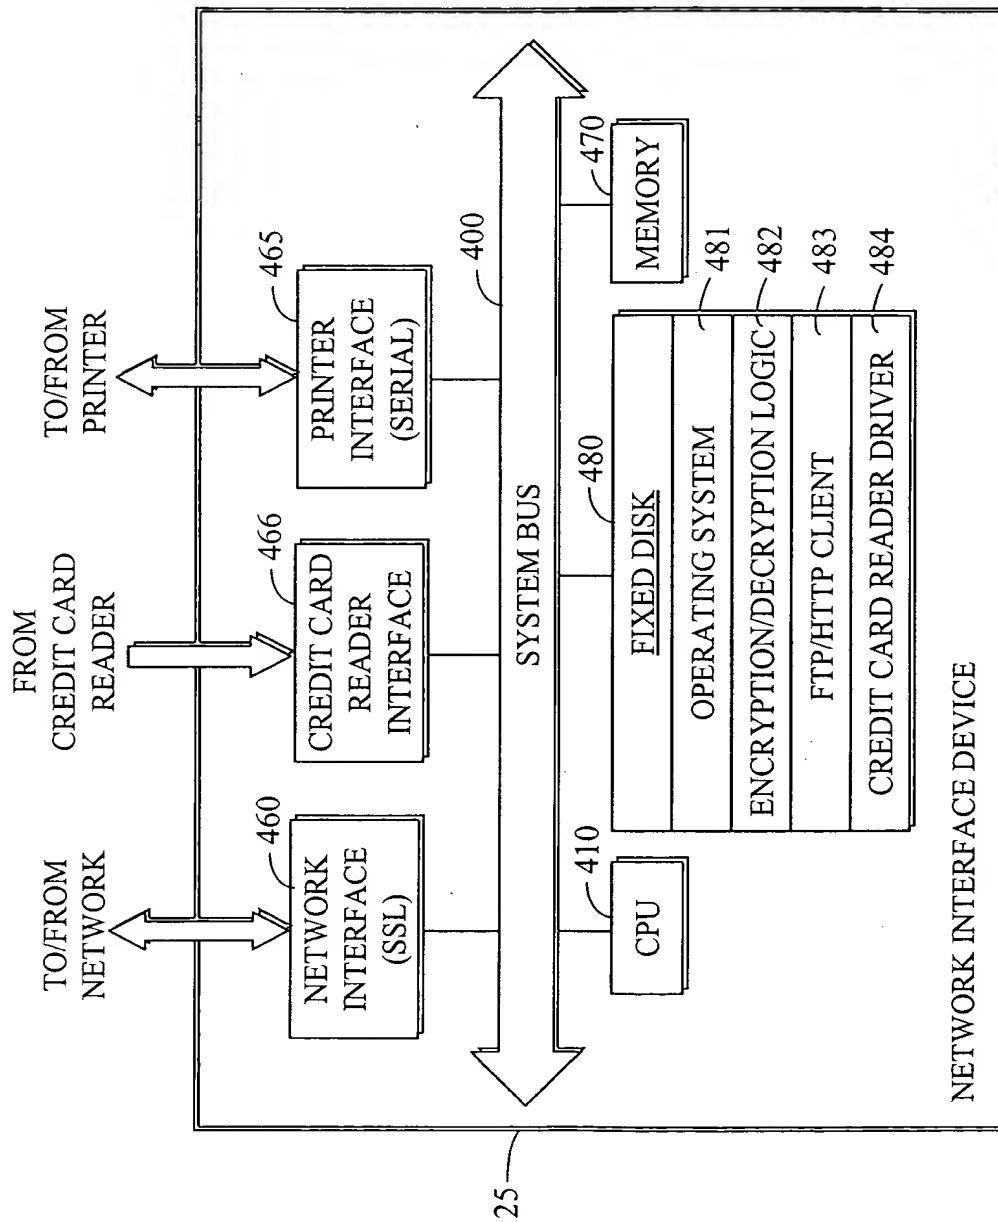 TO/FROM
NETWORK
FROM
CREDIT CARD
READER
TO/FROM
PRINTER
460
466
465
NETWORK
INTERFACE
(SSL)
CREDIT CARD
READER
INTERFACE
PRINTER
INTERFACE
(SERIAL)
400
SYSTEM BUS
25
410
480
470
CPU
FIXED DISK
OPERATING SYSTEM
481
ENCRYPTION/DECRYPTION LOGIC
482
FTP/HTTP CLIENT
483
CREDIT CARD READER DRIVER
484
MEMORY
NETWORK INTERFACE DEVICE